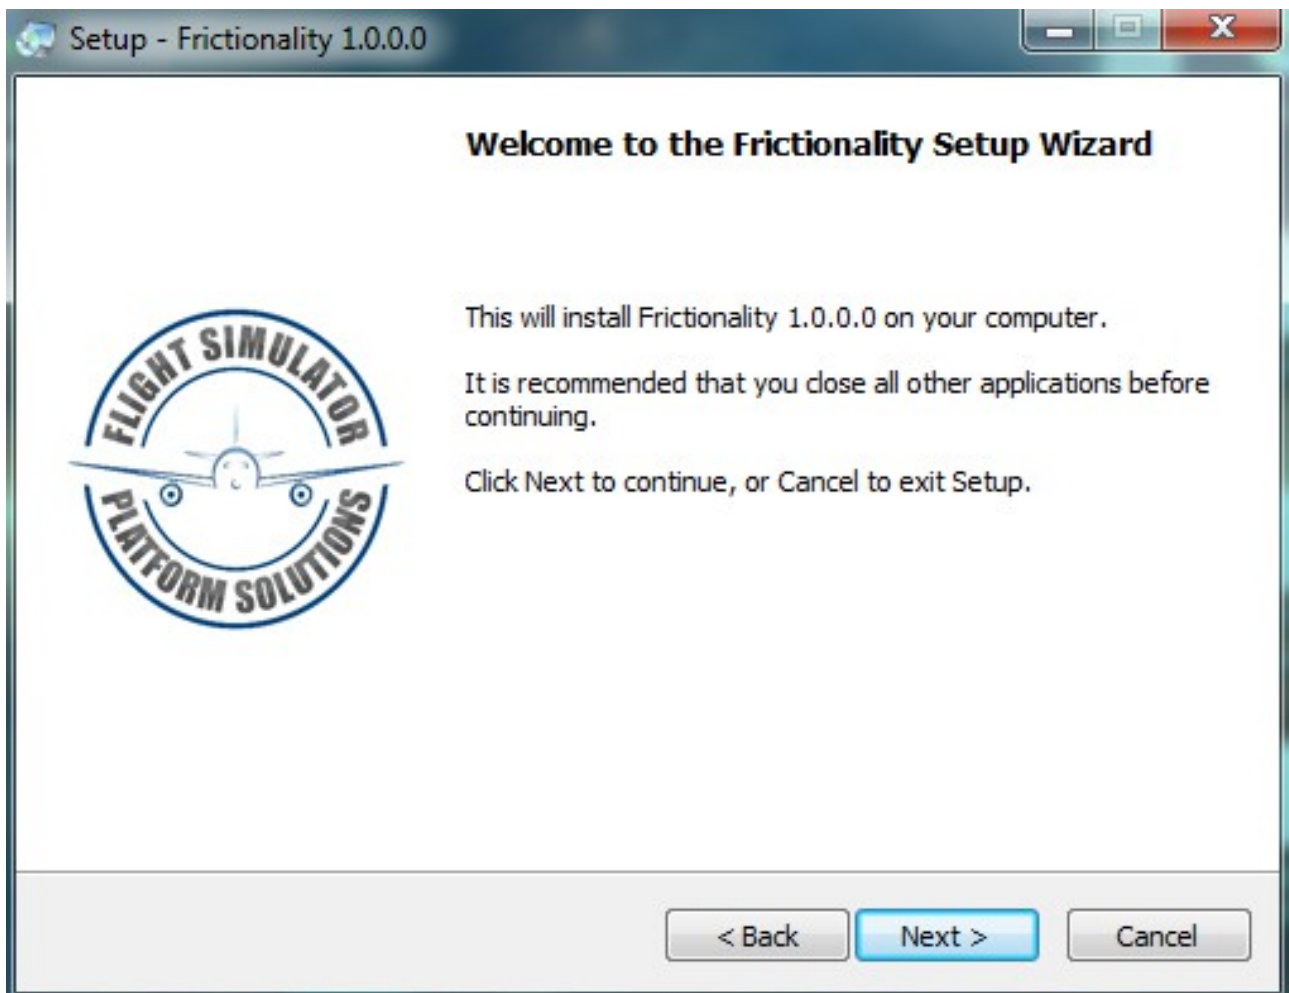 Setup - Frictionality 1.0.0.0
Welcome to the Frictionality Setup Wizard
This will install Frictionality 1.0.0.0 on your computer.
It is recommended that you close all other applications before
continuing.
Click Next to continue, or Cancel to exit Setup.
FLIGHT SIMULATOR
PLATFORM SOLUTIONS
< Back
Next >
Cancel